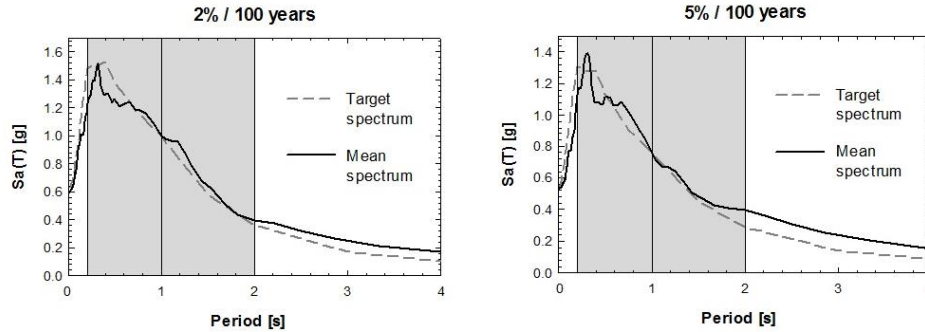 2% / 100 years
5% / 100 years
Sa(T) [g]
1.6
1.4
1.2
1.0
0.8
0.6
0.4
0.2
0.0
Target
spectrum
Mean
spectrum
0
1
2
3
4
Period [s]
Sa(T) [g]
1.4
1.2
1.0
0.8
0.6
0.4
0.2
0.0
Target
spectrum
Mean
spectrum
0
1
2
3
4
Period [s]